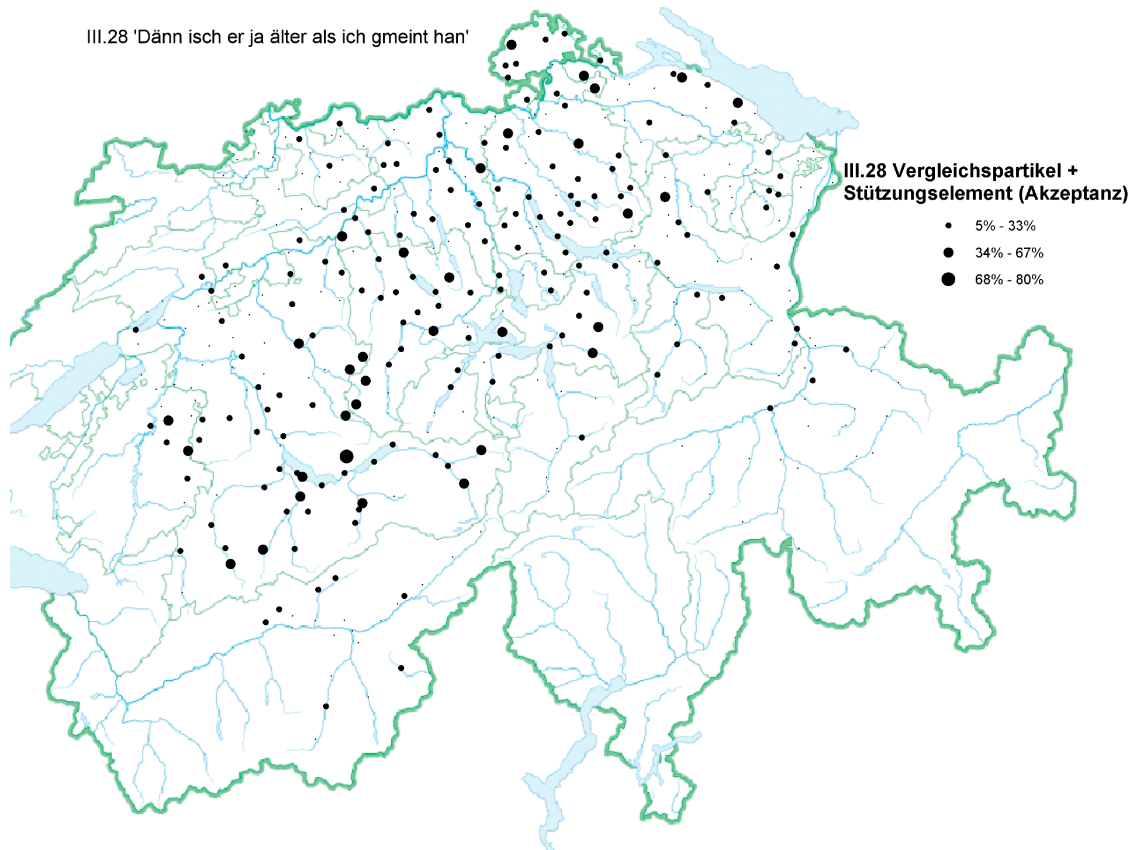 III.28 'Dänn isch er ja älter als ich gmeint han'
III.28 Vergleichspartikel +
Stützungselement (Akzeptanz)
5% - 33%
34% - 67%
68% - 80%